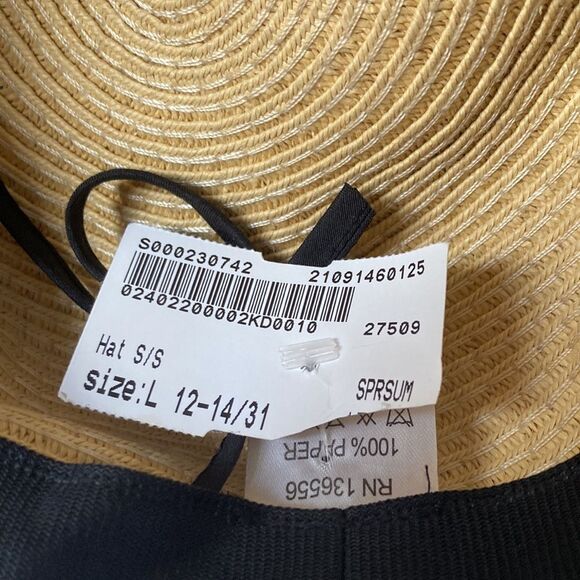 S000230742 21091460125
02402200002KD0010 27509
Hat S/S
size:L 12-14/31 SPRSUM
RN 136556
100% PAPER